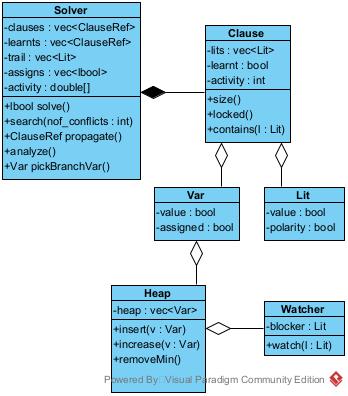 Solver
-clauses : vec<ClauseRef>
-learnts : vec<ClauseRef>
-trail : vec<Lit>
-assigns : vec<lbool>
-activity : double[]
+lbool solve()
+search(nof_conflicts : int)
+ClauseRef propagate()
+analyze()
+Var pickBranchVar()
Clause
-lits : vec<Lit>
-learnt : bool
-activity : int
+size()
+locked()
+contains(l : Lit)
Var
-value : bool
-assigned : bool
Lit
-value : bool
-polarity : bool
Heap
-heap : vec<Var>
+insert(v : Var)
+increase(v : Var)
+removeMin()
Watcher
-blocker : Lit
+watch(l : Lit)
Powered By Visual Paradigm Community Edition